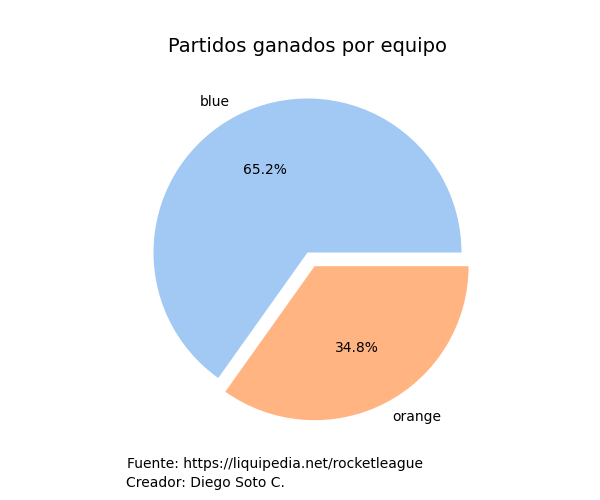 Partidos ganados por equipo
blue
65.2%
34.8%
orange
Fuente: https://liquipedia.net/rocketleague
Creador: Diego Soto C.